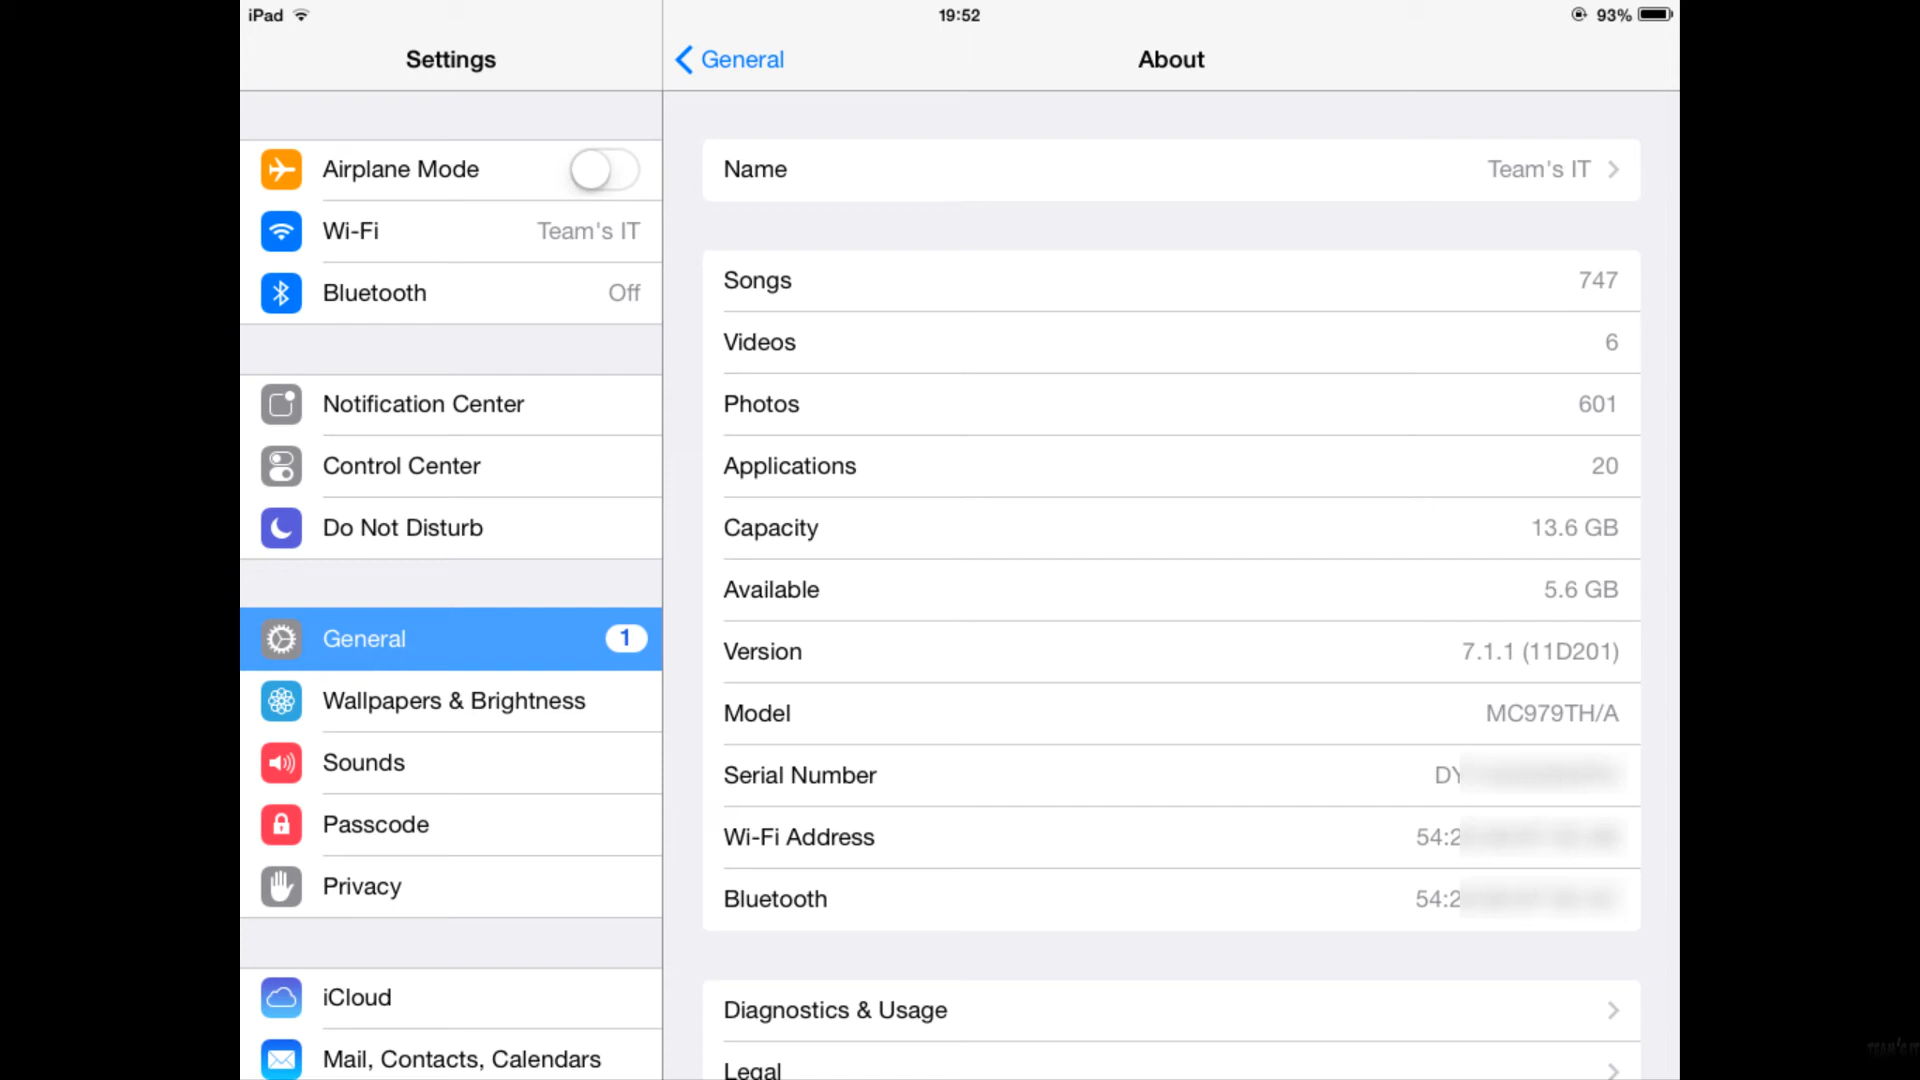 iPad 19:52 93%
Settings
General About
Airplane Mode
Wi-Fi Team's IT
Bluetooth Off
Notification Center
Control Center
Do Not Disturb
General 1
Wallpapers & Brightness
Sounds
Passcode
Privacy
iCloud
Mail, Contacts, Calendars
Name Team's IT
Songs 747
Videos 6
Photos 601
Applications 20
Capacity 13.6 GB
Available 5.6 GB
Version 7.1.1 (11D201)
Model MC979TH/A
Serial Number DY
Wi-Fi Address 54:2
Bluetooth 54:2
Diagnostics & Usage
Legal
TEAM'S IT